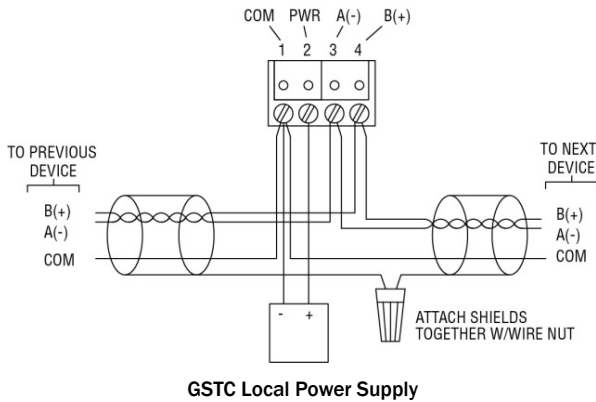 COM PWR A(-) B(+)
1 2 3 4
TO PREVIOUS
DEVICE
B(+)
A(-)
COM
TO NEXT
DEVICE
B(+)
A(-)
COM
- +
ATTACH SHIELDS
TOGETHER W/WIRE NUT
GSTC Local Power Supply